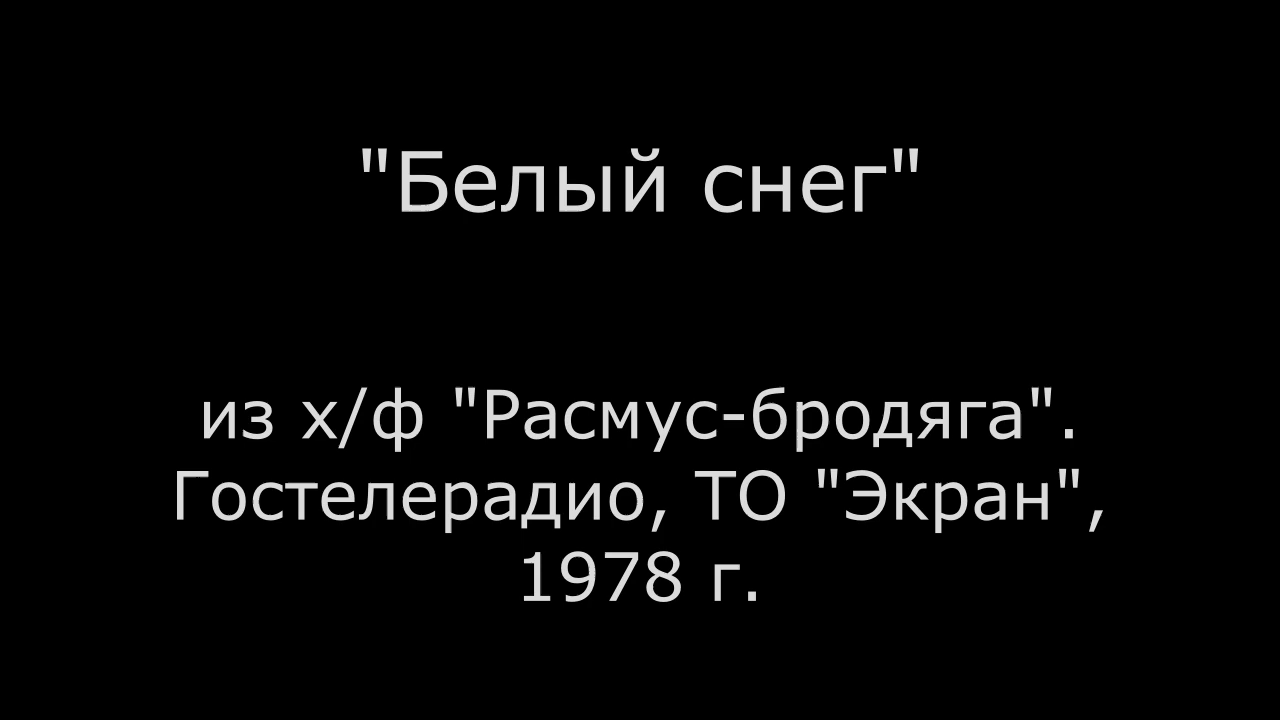 "Белый снег"
из х/ф "Расмус-бродяга".
Гостелерадио, ТО "Экран",
1978 г.